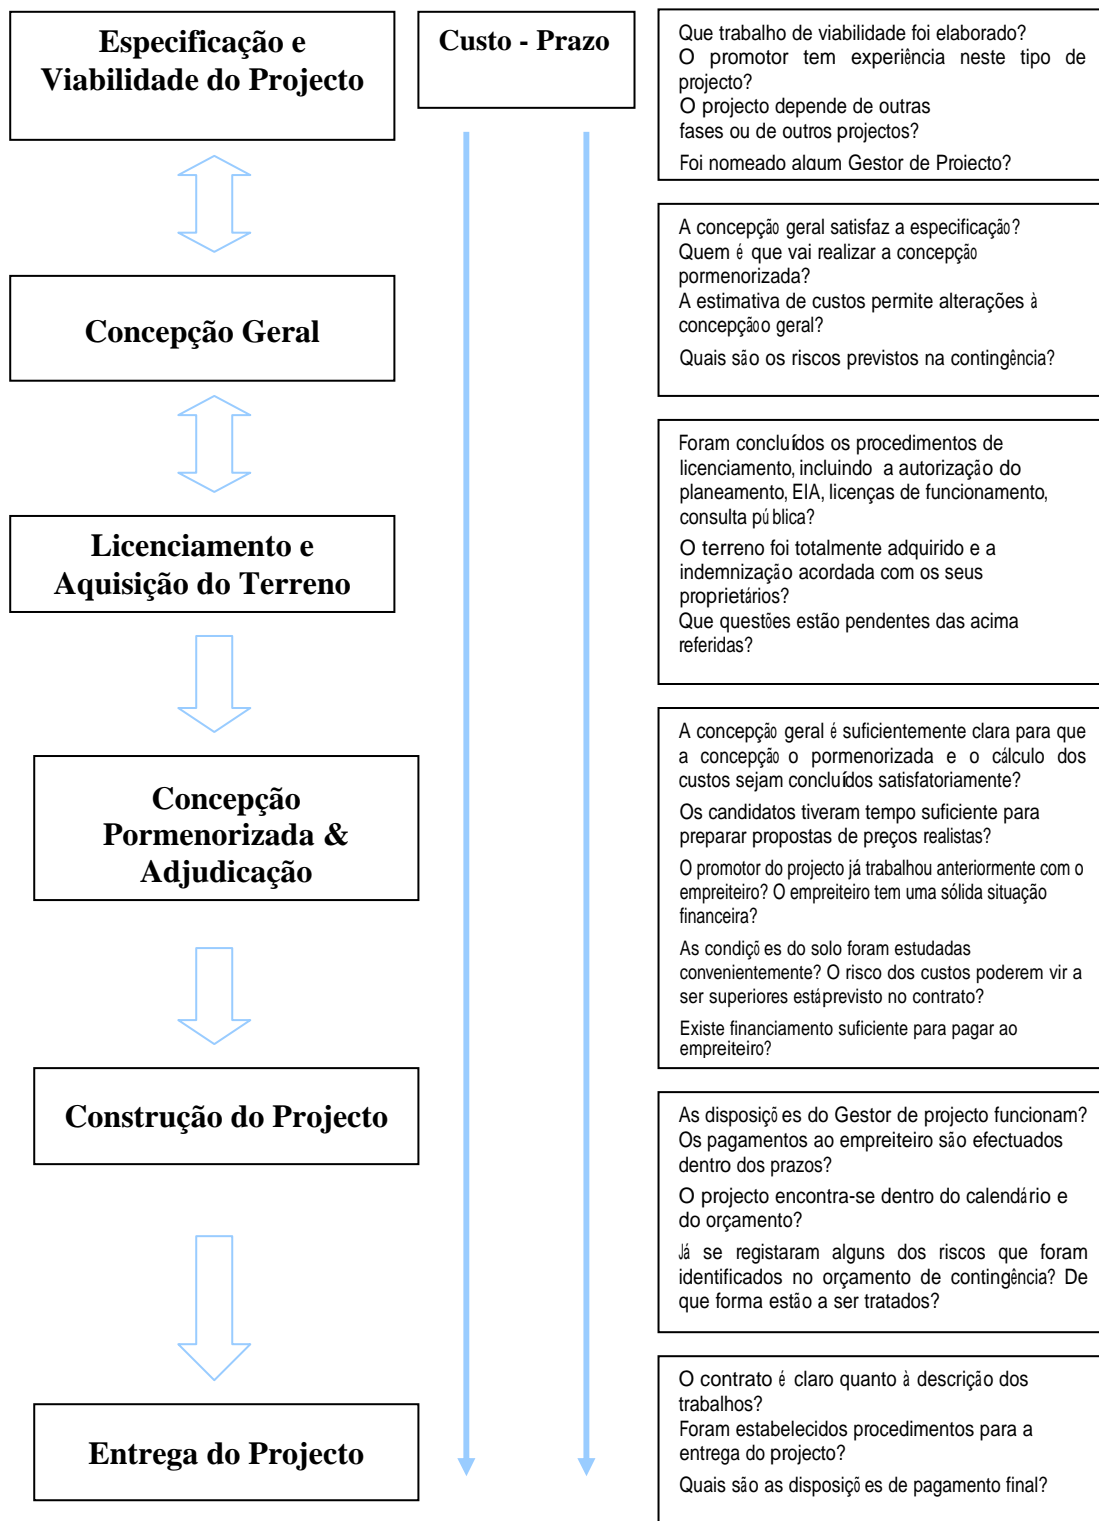 Especificação e
Viabilidade do Projecto
Custo - Prazo
Que trabalho de viabilidade foi elaborado?
O promotor tem experiência neste tipo de
projecto?
O projecto depende de outras
fases ou de outros projectos?
Foi nomeado algum Gestor de Projecto?
Concepção Geral
A concepção geral satisfaz a especificação?
Quem é que vai realizar a concepção
pormenorizada?
A estimativa de custos permite alterações à
concepçãoo geral?
Quais são os riscos previstos na contingência?
Licenciamento e
Aquisição do Terreno
Foram concluídos os procedimentos de
licenciamento, incluindo a autorização do
planeamento, EIA, licenças de funcionamento,
consulta pública?
O terreno foi totalmente adquirido e a
indemnização acordada com os seus
proprietários?
Que questões estão pendentes das acima
referidas?
Concepção
Pormenorizada &
Adjudicação
A concepção geral é suficientemente clara para que
a concepção o pormenorizada e o cálculo dos
custos sejam concluídos satisfatoriamente?
Os candidatos tiveram tempo suficiente para
preparar propostas de preços realistas?
O promotor do projecto já trabalhou anteriormente com o
empreiteiro? O empreiteiro tem uma sólida situação
financeira?
As condições do solo foram estudadas
convenientemente? O risco dos custos poderem vir a
ser superiores está previsto no contrato?
Existe financiamento suficiente para pagar ao
empreiteiro?
Construção do Projecto
As disposições do Gestor de projecto funcionam?
Os pagamentos ao empreiteiro são efectuados
dentro dos prazos?
O projecto encontra-se dentro do calendário e
do orçamento?
Já se registaram alguns dos riscos que foram
identificados no orçamento de contingência? De
que forma estão a ser tratados?
Entrega do Projecto
O contrato é claro quanto à descrição dos
trabalhos?
Foram estabelecidos procedimentos para a
entrega do projecto?
Quais são as disposições de pagamento final?